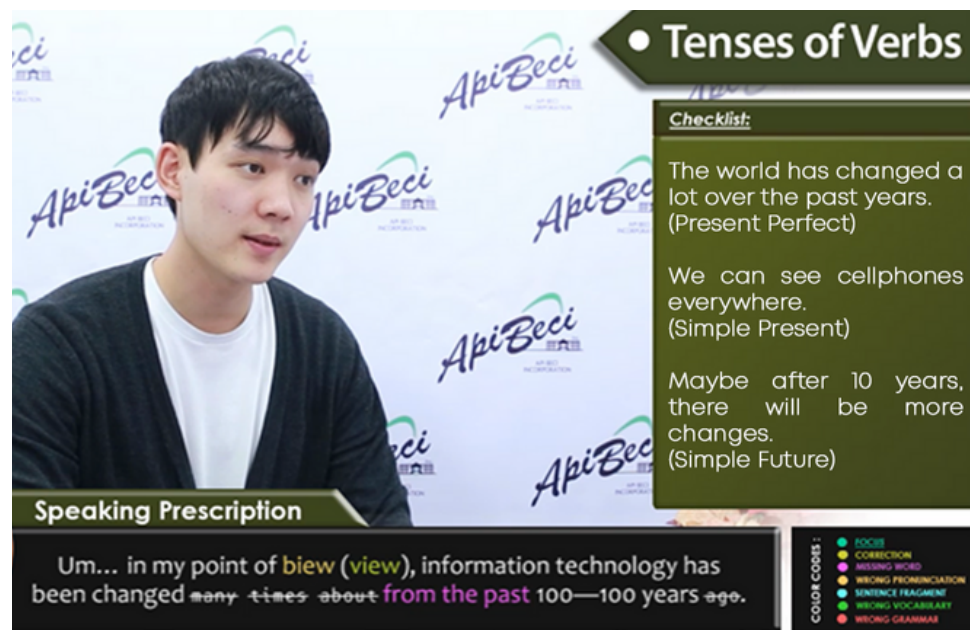 Tenses of Verbs
Checklist:
The world has changed a
lot over the past years.
(Present Perfect)
We can see cellphones
everywhere.
(Simple Present)
Maybe after 10 years,
there will be more
changes.
(Simple Future)
ApiBeci
ApiBeci
ApiBeci
ApiBeci
Speaking Prescription
Um... in my point of biew (view), information technology has
been changed many times about from the past 100—100 years ago.
COLOR CODES :
FOCUS
CORRECTION
MISSING WORD
WRONG PRONUNCIATION
SENTENCE FRAGMENT
WRONG VOCABULARY
WRONG GRAMMAR